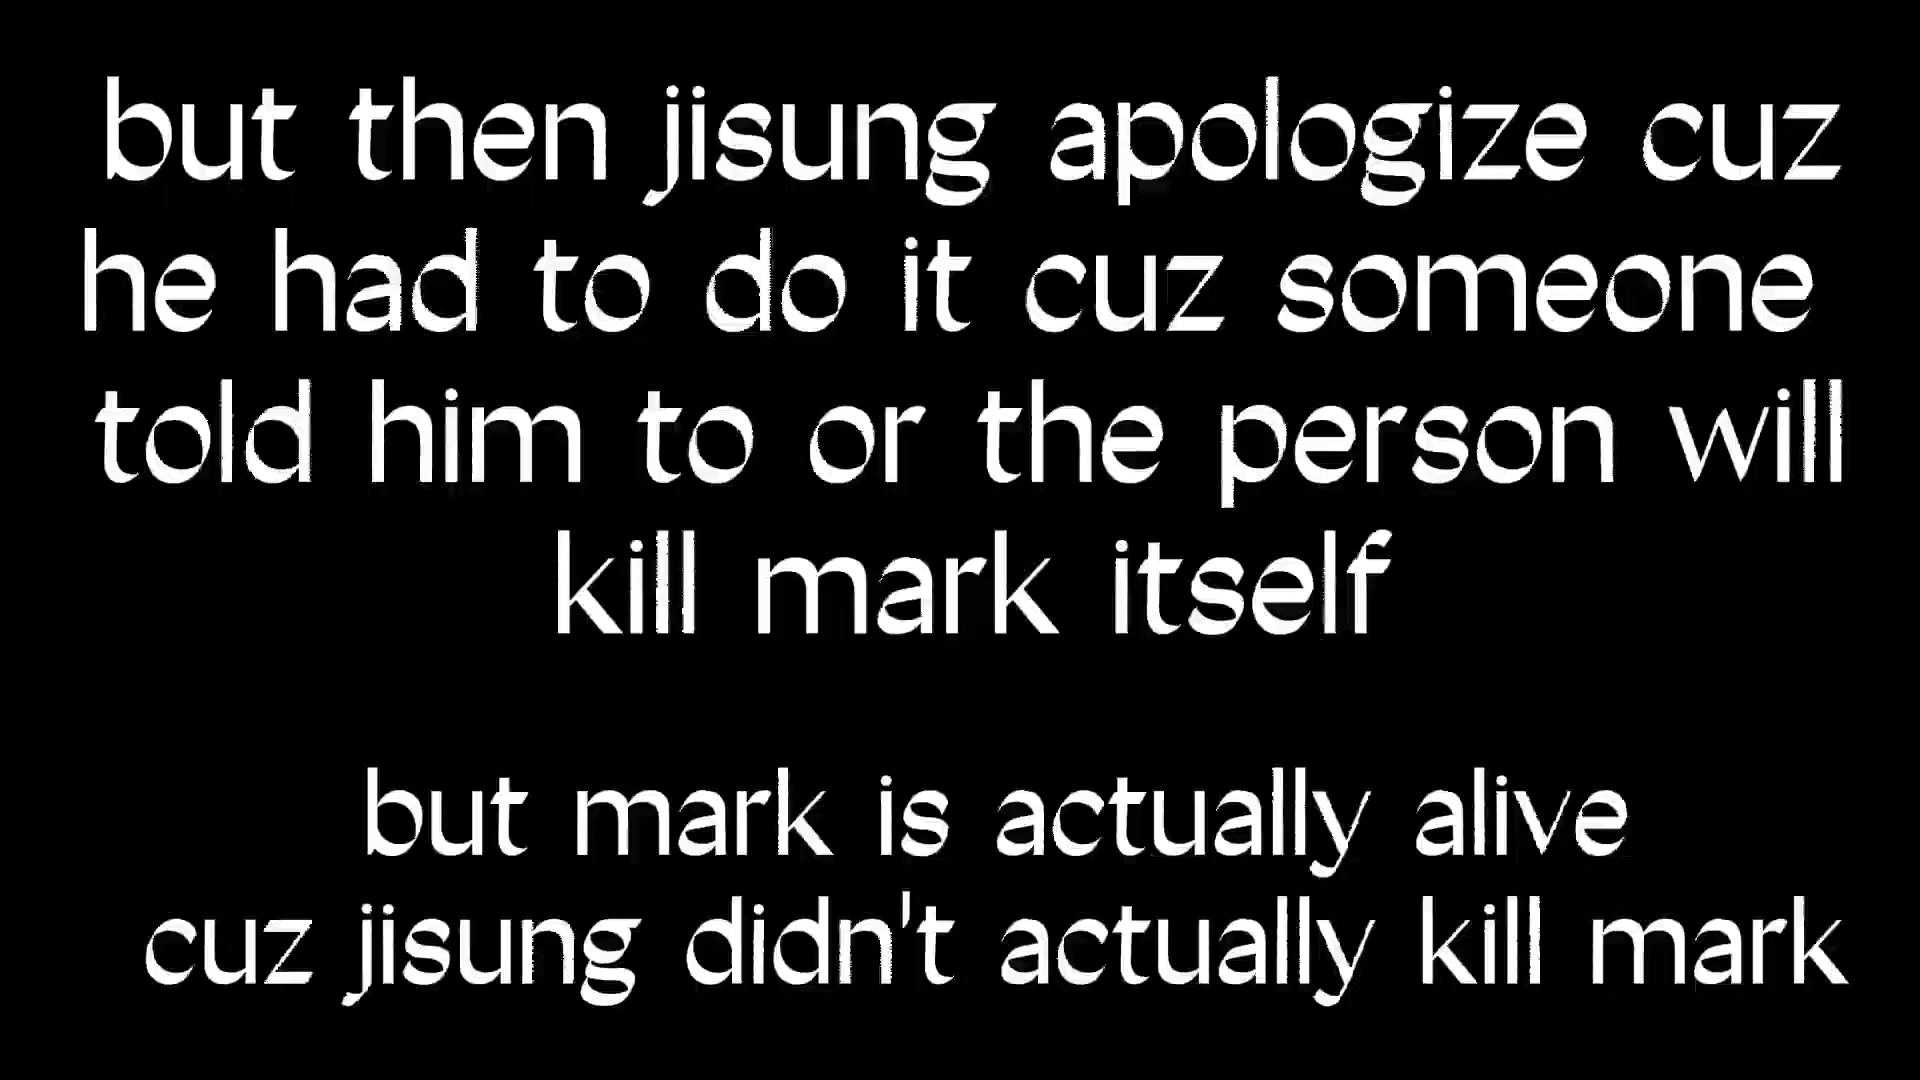 but then jisung apologize cuz
he had to do it cuz someone
told him to or the person will
kill mark itself
but mark is actually alive
cuz jisung didn't actually kill mark